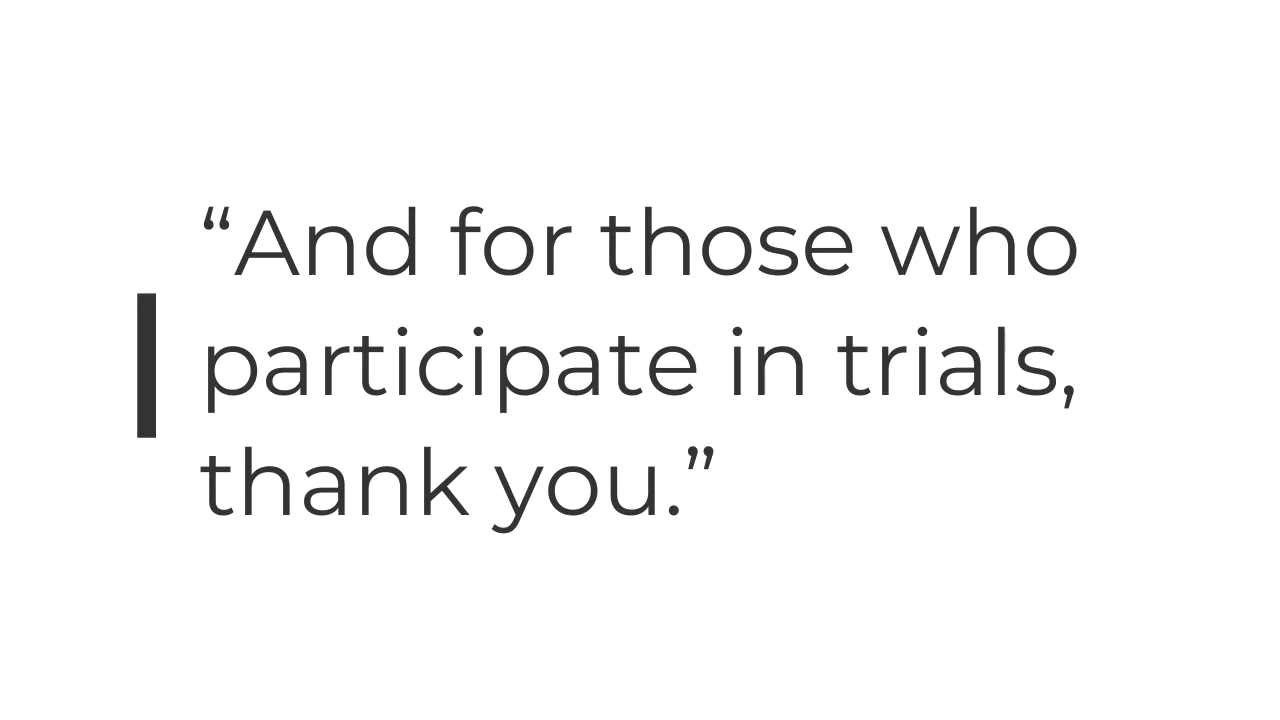 “And for those who
participate in trials,
thank you.”